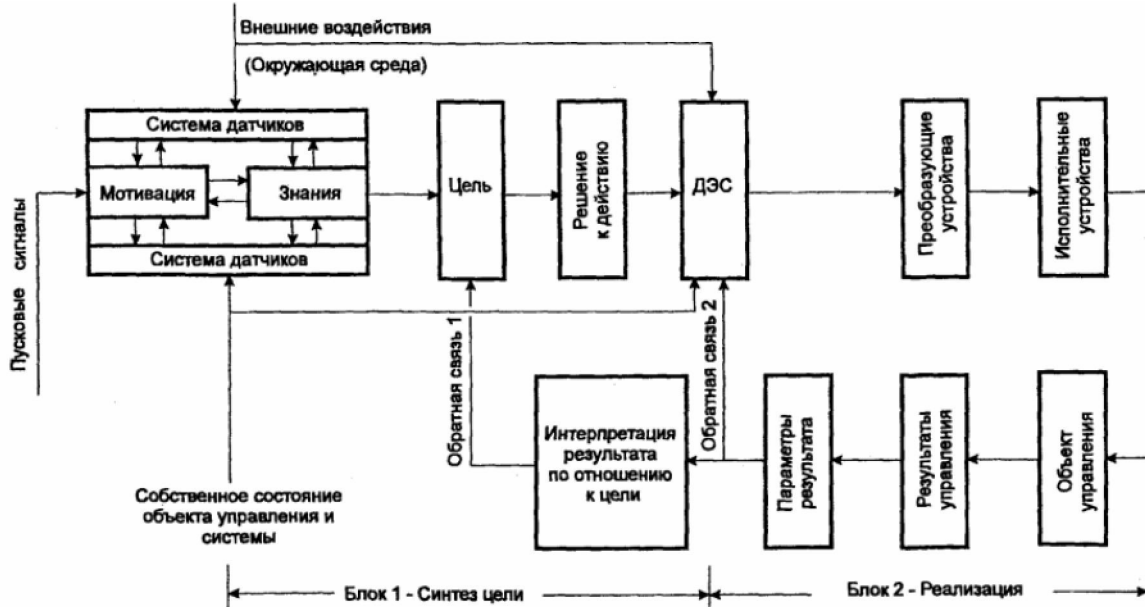 Внешние воздействия
(Окружающая среда)
Система датчиков
Мотивация
Знания
Система датчиков
Цель
Решение
к действию
ДЭС
Преобразующие
устройства
Исполнительные
устройства
Пусковые сигналы
Обратная связь 1
Обратная связь 2
Интерпретация
результата
по отношению
к цели
Параметры
результата
Результаты
управления
Объект
управления
Собственное состояние
объекта управления и
системы
Блок 1 - Синтез цели
Блок 2 - Реализация